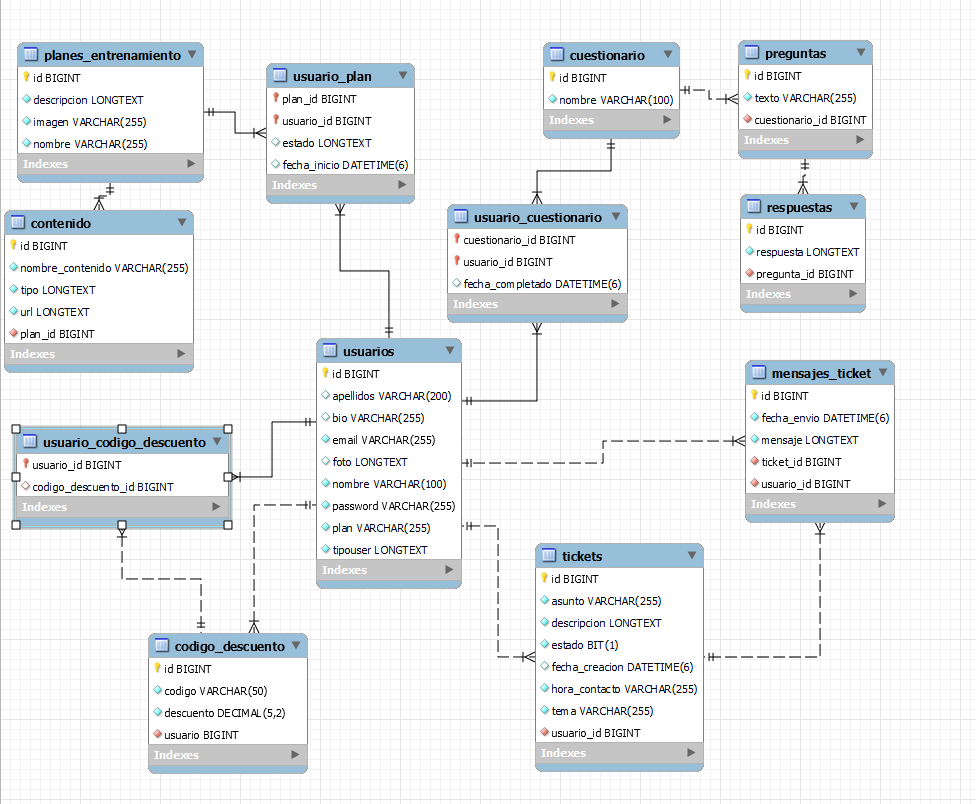 planes_entrenamiento
id BIGINT
descripcion LONGTEXT
imagen VARCHAR(255)
nombre VARCHAR(255)
Indexes
usuario_plan
plan_id BIGINT
usuario_id BIGINT
estado LONGTEXT
fecha_inicio DATETIME(6)
Indexes
cuestionario
id BIGINT
nombre VARCHAR(100)
Indexes
preguntas
id BIGINT
texto VARCHAR(255)
cuestionario_id BIGINT
Indexes
contenido
id BIGINT
nombre_contenido VARCHAR(255)
tipo LONGTEXT
url LONGTEXT
plan_id BIGINT
Indexes
usuario_cuestionario
cuestionario_id BIGINT
usuario_id BIGINT
fecha_completado DATETIME(6)
Indexes
respuestas
id BIGINT
respuesta LONGTEXT
pregunta_id BIGINT
Indexes
usuarios
id BIGINT
apellidos VARCHAR(200)
bio VARCHAR(255)
email VARCHAR(255)
foto LONGTEXT
nombre VARCHAR(100)
password VARCHAR(255)
plan VARCHAR(255)
tipouser LONGTEXT
Indexes
mensajes_ticket
id BIGINT
fecha_envio DATETIME(6)
mensaje LONGTEXT
ticket_id BIGINT
usuario_id BIGINT
Indexes
usuario_codigo_descuento
usuario_id BIGINT
codigo_descuento_id BIGINT
Indexes
tickets
id BIGINT
asunto VARCHAR(255)
descripcion LONGTEXT
estado BIT(1)
fecha_creacion DATETIME(6)
hora_contacto VARCHAR(255)
tema VARCHAR(255)
usuario_id BIGINT
Indexes
codigo_descuento
id BIGINT
codigo VARCHAR(50)
descuento DECIMAL(5,2)
usuario BIGINT
Indexes